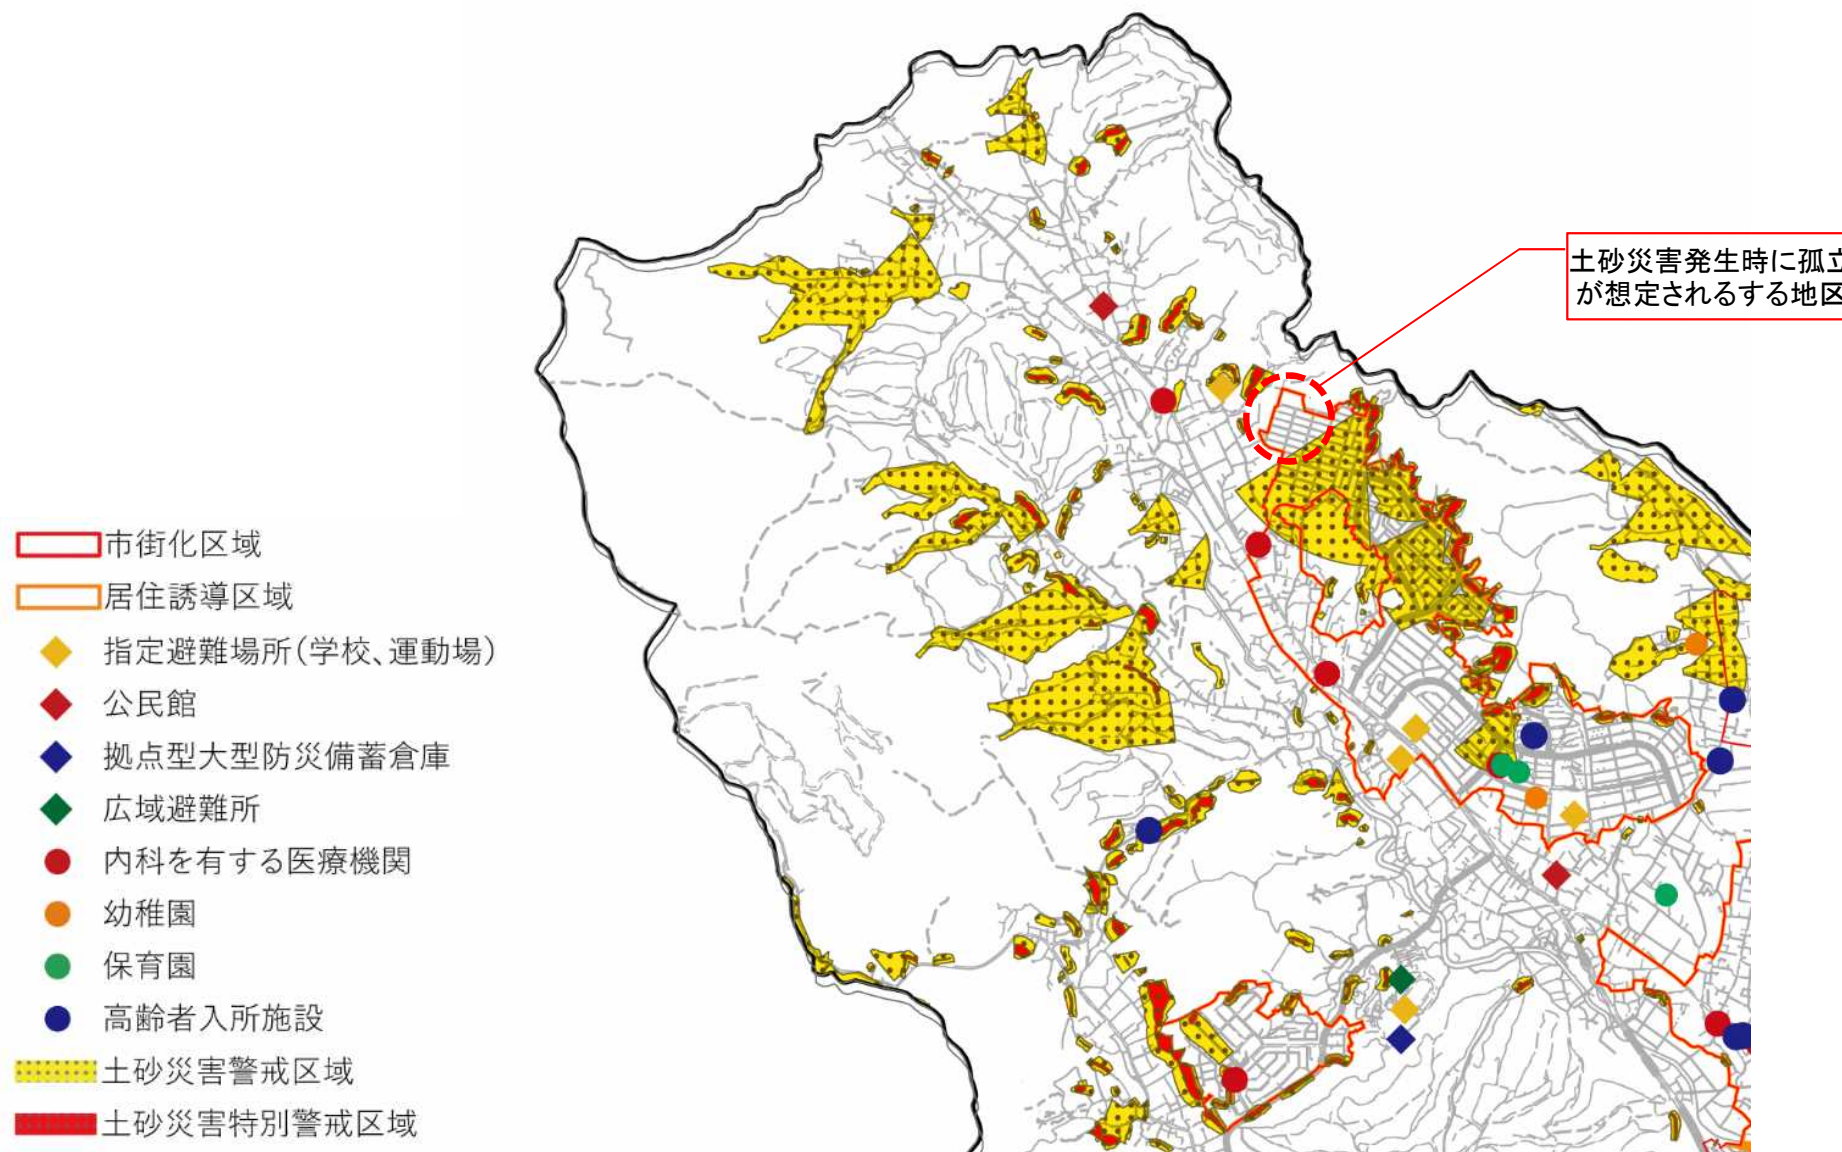 土砂災害発生時に孤立
が想定されるする地区
市街化区域
居住誘導区域
指定避難場所(学校、運動場)
公民館
拠点型大型防災備蓄倉庫
広域避難所
内科を有する医療機関
幼稚園
保育園
高齢者入所施設
土砂災害警戒区域
土砂災害特別警戒区域